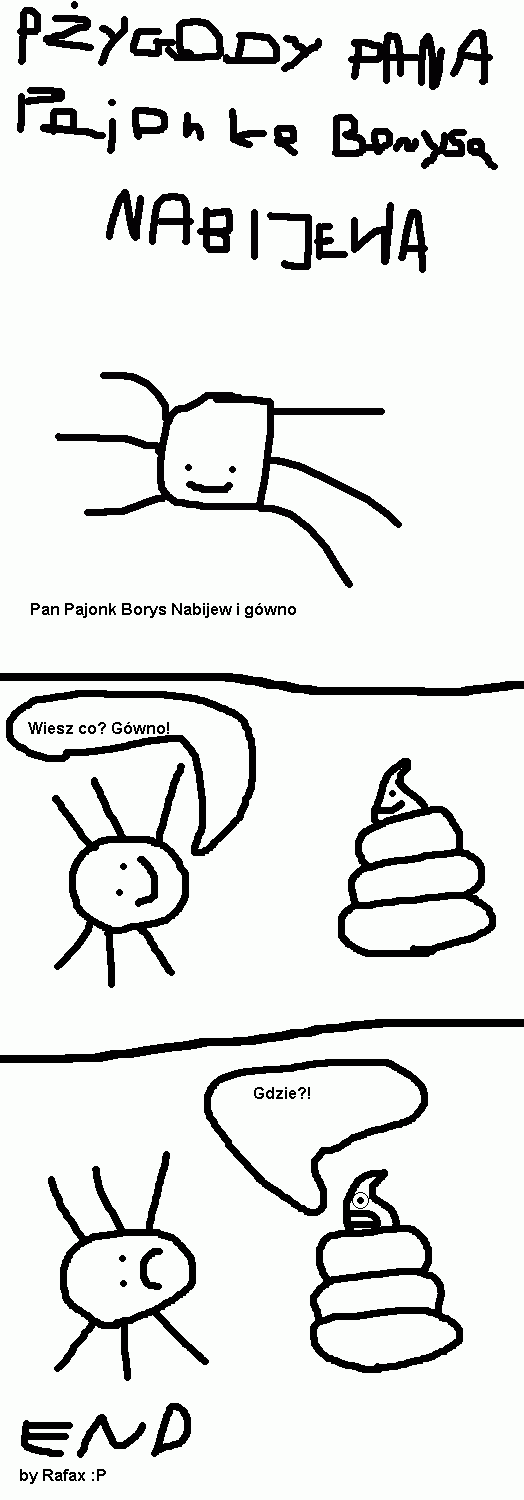 PŻYGODY PANA
PAjOnka BORYSA
NABIJEWA
Pan Pajonk Borys Nabijew i gówno
Wiesz co? Gówno!
Gdzie?!
END
by Rafax :P